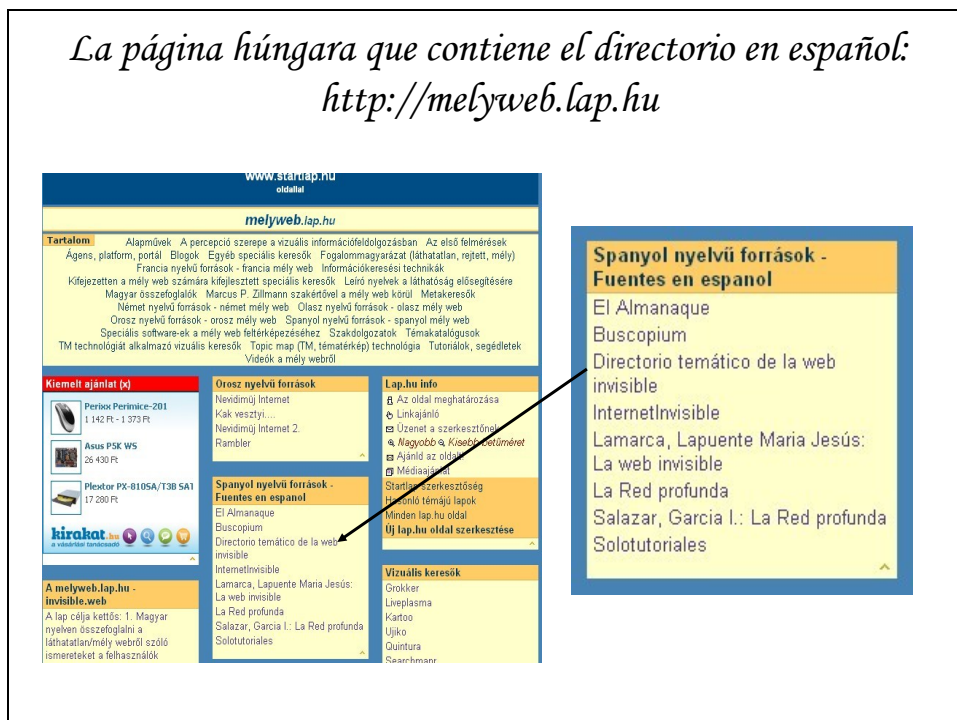 La página húngara que contiene el directorio en español:
http://melyweb.lap.hu
www.startlap.hu
oldallal
melyweb.lap.hu
Tartalom
Alapművek A percepció szerepe a vizuális információfeldolgozásban Az első felmérések
Ágens, platform, portál Blogok Egyéb speciális keresők Fogalommagyarázat (láthatatlan, rejtett, mély)
Francia nyelvű források - francia mély web Információkeresési technikák
Kifejezetten a mély web számára kifejlesztett speciális keresők Leíró nyelvek a láthatóság elősegítésére
Magyar összefoglalók Marcus P. Zillmann szakértővel a mély web körül Metakeresők
Német nyelvű források - német mély web Olasz nyelvű források - olasz mély web
Orosz nyelvű források - orosz mély web Spanyol nyelvű források - spanyol mély web
Speciális software-ek a mély web feltérképezéséhez Szakdolgozatok Témakatalógusok
TM technológiát alkalmazó vizuális keresők Topic map (TM, tématérkép) technológia Tutoriálok, segédletek
Videók a mély webről
Kiemelt ajánlat (x)
Perixx Perimice-201
1 142 Ft - 1 373 Ft
Asus P5K WS
26 430 Ft
Plextor PX-810SA/T3B SAT
17 280 Ft
kirakat.hu
a vásárlási tanácsadó
A melyweb.lap.hu -
invisible.web
A lap célja kettős: 1. Magyar
nyelven összefoglalni a
láthatatlan/mély webről szóló
ismereteket a felhasználók
Orosz nyelvű források
Nevidimüj Internet
Kak vesztyi....
Nevidimüj Internet 2.
Rambler
Spanyol nyelvű források -
Fuentes en espanol
El Almanaque
Buscopium
Directorio temático de la web
invisible
InternetInvisible
Lamarca, Lapuente Maria Jesús:
La web invisible
La Red profunda
Salazar, Garcia I.: La Red profunda
Solotutoriales
Lap.hu info
Az oldal meghatározása
Linkajánló
Üzenet a szerkesztőnek
Nagyobb Kisebb betűméret
Ajánld az oldalt!
Médiaajánlat
Startlap szerkesztőség
Hasonló témájú lapok
Minden lap.hu oldal
Új lap.hu oldal szerkesztése
Vizuális keresők
Grokker
Liveplasma
Kartoo
Ujiko
Quintura
Searchmapr
Spanyol nyelvű források -
Fuentes en espanol
El Almanaque
Buscopium
Directorio temático de la web
invisible
InternetInvisible
Lamarca, Lapuente Maria Jesús:
La web invisible
La Red profunda
Salazar, Garcia I.: La Red profunda
Solotutoriales